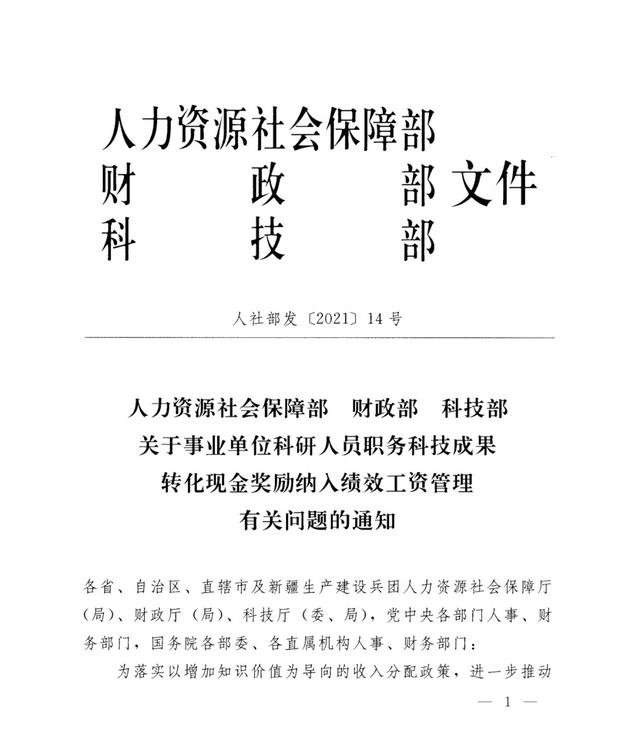 人力资源社会保障部
财政部 文件
科技部
人社部发〔2021〕14号
人力资源社会保障部 财政部 科技部
关于事业单位科研人员职务科技成果
转化现金奖励纳入绩效工资管理
有关问题的通知
各省、自治区、直辖市及新疆生产建设兵团人力资源社会保障厅
（局）、财政厅（局）、科技厅（委、局），党中央各部门人事、财
务部门，国务院各部委、各直属机构人事、财务部门：
为落实以增加知识价值为导向的收入分配政策，进一步推动
— 1 —